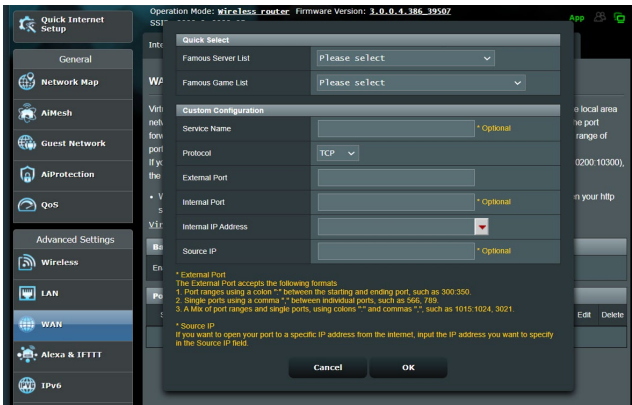 Quick Internet
Setup
Operation Mode: Wireless router Firmware Version: 3.0.0.4.386_39507
SSID
App
General
Network Map
AiMesh
Guest Network
AiProtection
QoS
Advanced Settings
Wireless
LAN
WAN
Alexa & IFTTT
IPv6
Quick Select
Famous Server List
Please select
Famous Game List
Please select
Custom Configuration
Service Name
* Optional
Protocol
TCP
External Port
Internal Port
* Optional
Internal IP Address
Source IP
* Optional
* External Port
The External Port accepts the following formats
1. Port ranges using a colon ":" between the starting and ending port, such as 300:350.
2. Single ports using a comma "," between individual ports, such as 566, 789.
3. A Mix of port ranges and single ports, using colons ":" and commas ",", such as 1015:1024, 3021.
* Source IP
If you want to open your port to a specific IP address from the internet, input the IP address you want to specify
in the Source IP field.
Cancel
OK
e local area
he port
range of
0200:10300),
n your http
Edit
Delete